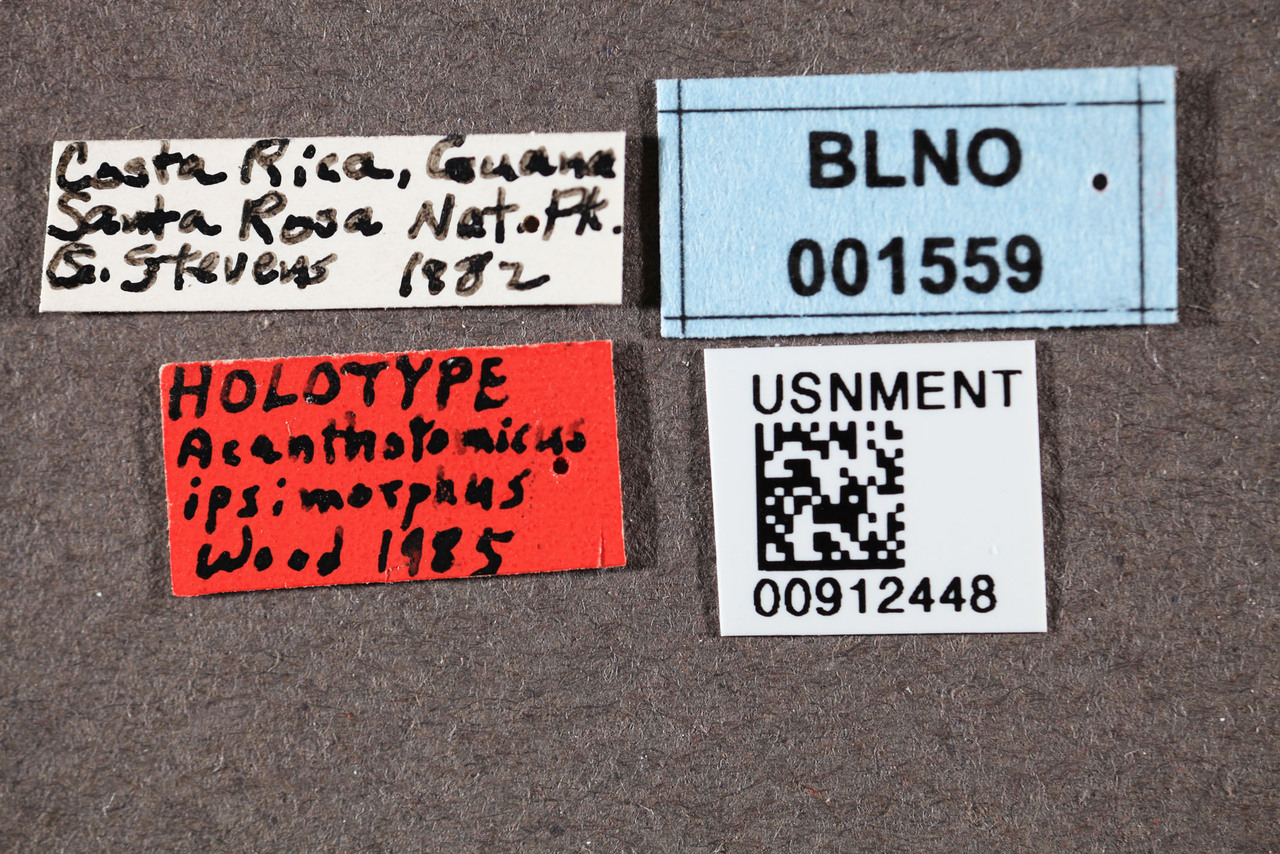 Costa Rica, Guana
Santa Rosa Nat. Pk.
G. Stevens 1882
BLNO
001559
HOLOTYPE
Acanthotomicus
ipsimorphus
Wood 1985
USNMENT
00912448